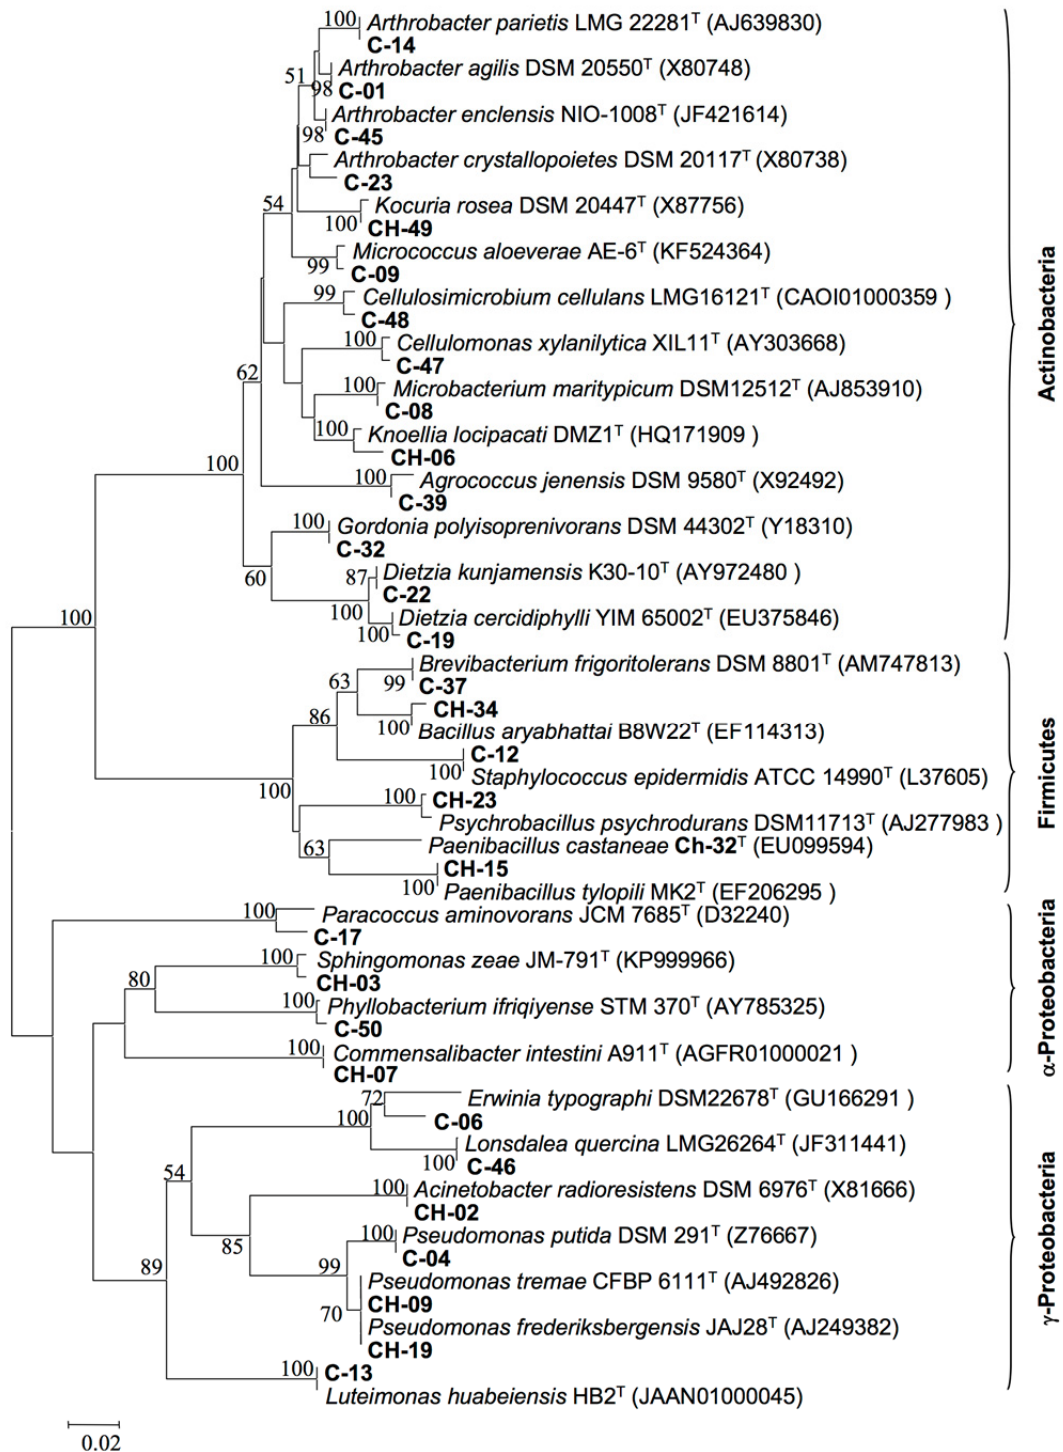 100 Arthrobacter parietis LMG 22281ᵀ (AJ639830)
C-14
Arthrobacter agilis DSM 20550ᵀ (X80748)
51
98 C-01
Arthrobacter enclensis NIO-1008ᵀ (JF421614)
98 C-45
Arthrobacter crystallopoietes DSM 20117ᵀ (X80738)
C-23
54 Kocuria rosea DSM 20447ᵀ (X87756)
100 CH-49
Micrococcus aloeverae AE-6ᵀ (KF524364)
99 C-09
99 Cellulosimicrobium cellulans LMG16121ᵀ (CAOI01000359 )
C-48
100 Cellulomonas xylanilytica XIL11ᵀ (AY303668)
C-47
62
100 Microbacterium maritypicum DSM12512ᵀ (AJ853910)
C-08
100 Knoellia locipacati DMZ1ᵀ (HQ171909 )
CH-06
100
100 Agrococcus jenensis DSM 9580ᵀ (X92492)
C-39
100 Gordonia polyisoprenivorans DSM 44302ᵀ (Y18310)
C-32
60
87 Dietzia kunjamensis K30-10ᵀ (AY972480 )
C-22
100
100 Dietzia cercidiphylli YIM 65002ᵀ (EU375846)
100 C-19
Actinobacteria
Brevibacterium frigoritolerans DSM 8801ᵀ (AM747813)
63
99 C-37
CH-34
86
100 Bacillus aryabhattai B8W22ᵀ (EF114313)
C-12
100 Staphylococcus epidermidis ATCC 14990ᵀ (L37605)
100
100 CH-23
Psychrobacillus psychrodurans DSM11713ᵀ (AJ277983 )
63 Paenibacillus castaneae Ch-32ᵀ (EU099594)
CH-15
100 Paenibacillus tylopili MK2ᵀ (EF206295 )
Firmicutes
100 Paracoccus aminovorans JCM 7685ᵀ (D32240)
C-17
100 Sphingomonas zeae JM-791ᵀ (KP999966)
80 CH-03
100 Phyllobacterium ifriqiyense STM 370ᵀ (AY785325)
C-50
100 Commensalibacter intestini A911ᵀ (AGFR01000021 )
CH-07
α-Proteobacteria
72 Erwinia typographi DSM22678ᵀ (GU166291 )
100 C-06
Lonsdalea quercina LMG26264ᵀ (JF311441)
100 C-46
54
100 Acinetobacter radioresistens DSM 6976ᵀ (X81666)
CH-02
100 Pseudomonas putida DSM 291ᵀ (Z76667)
85 C-04
99 Pseudomonas tremae CFBP 6111ᵀ (AJ492826)
89
CH-09
70 Pseudomonas frederiksbergensis JAJ28ᵀ (AJ249382)
CH-19
100 C-13
Luteimonas huabeiensis HB2ᵀ (JAAN01000045)
γ-Proteobacteria
0.02